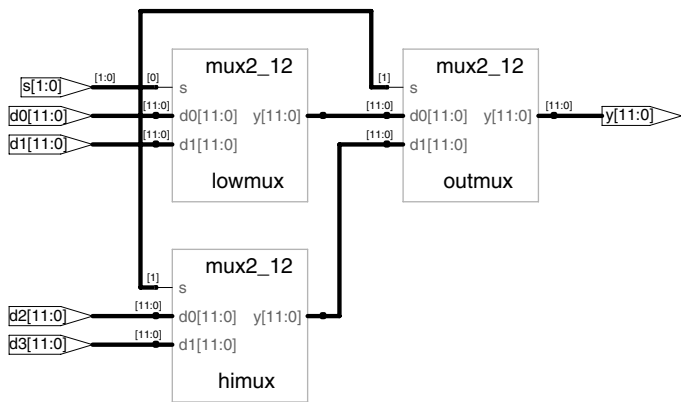 mux2_12
mux2_12
s[1:0] [1:0] [0] s [1] s
d0[11:0] [11:0] d0[11:0] y[11:0] [11:0] d0[11:0] y[11:0] [11:0] y[11:0]
d1[11:0] [11:0] d1[11:0] [11:0] d1[11:0]
lowmux
outmux
mux2_12
[1] s
d2[11:0] [11:0] d0[11:0] y[11:0]
d3[11:0] [11:0] d1[11:0]
himux